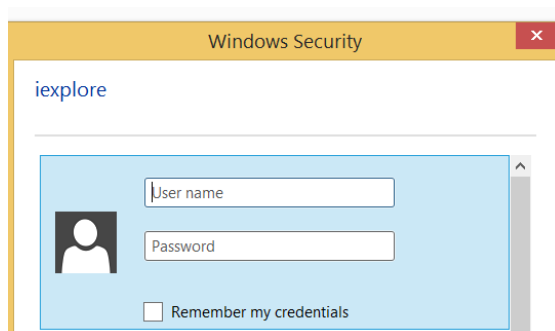 Windows Security
iexplore
User name
Password
Remember my credentials